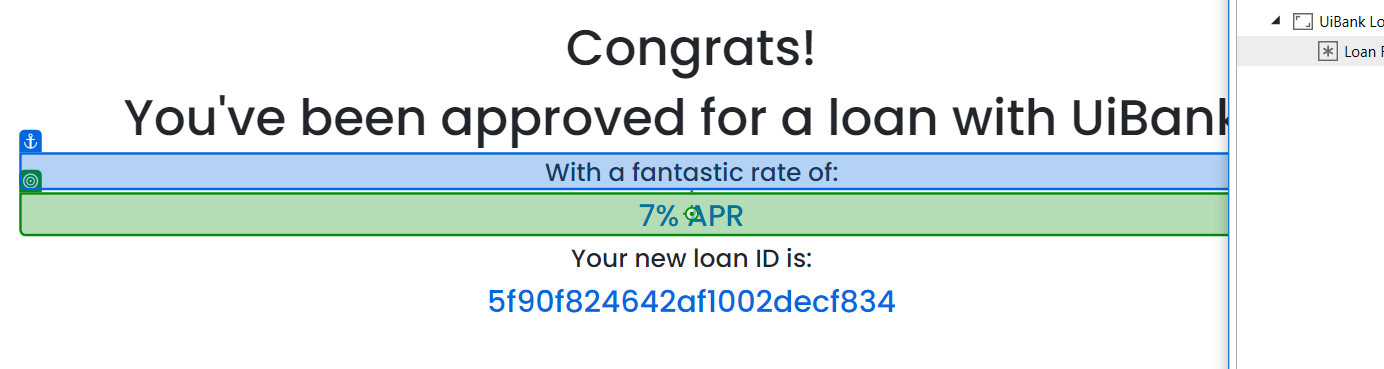 Congrats!
You've been approved for a loan with UiBank
With a fantastic rate of:
7% APR
Your new loan ID is:
5f90f824642af1002decf834
UiBank Lo
Loan